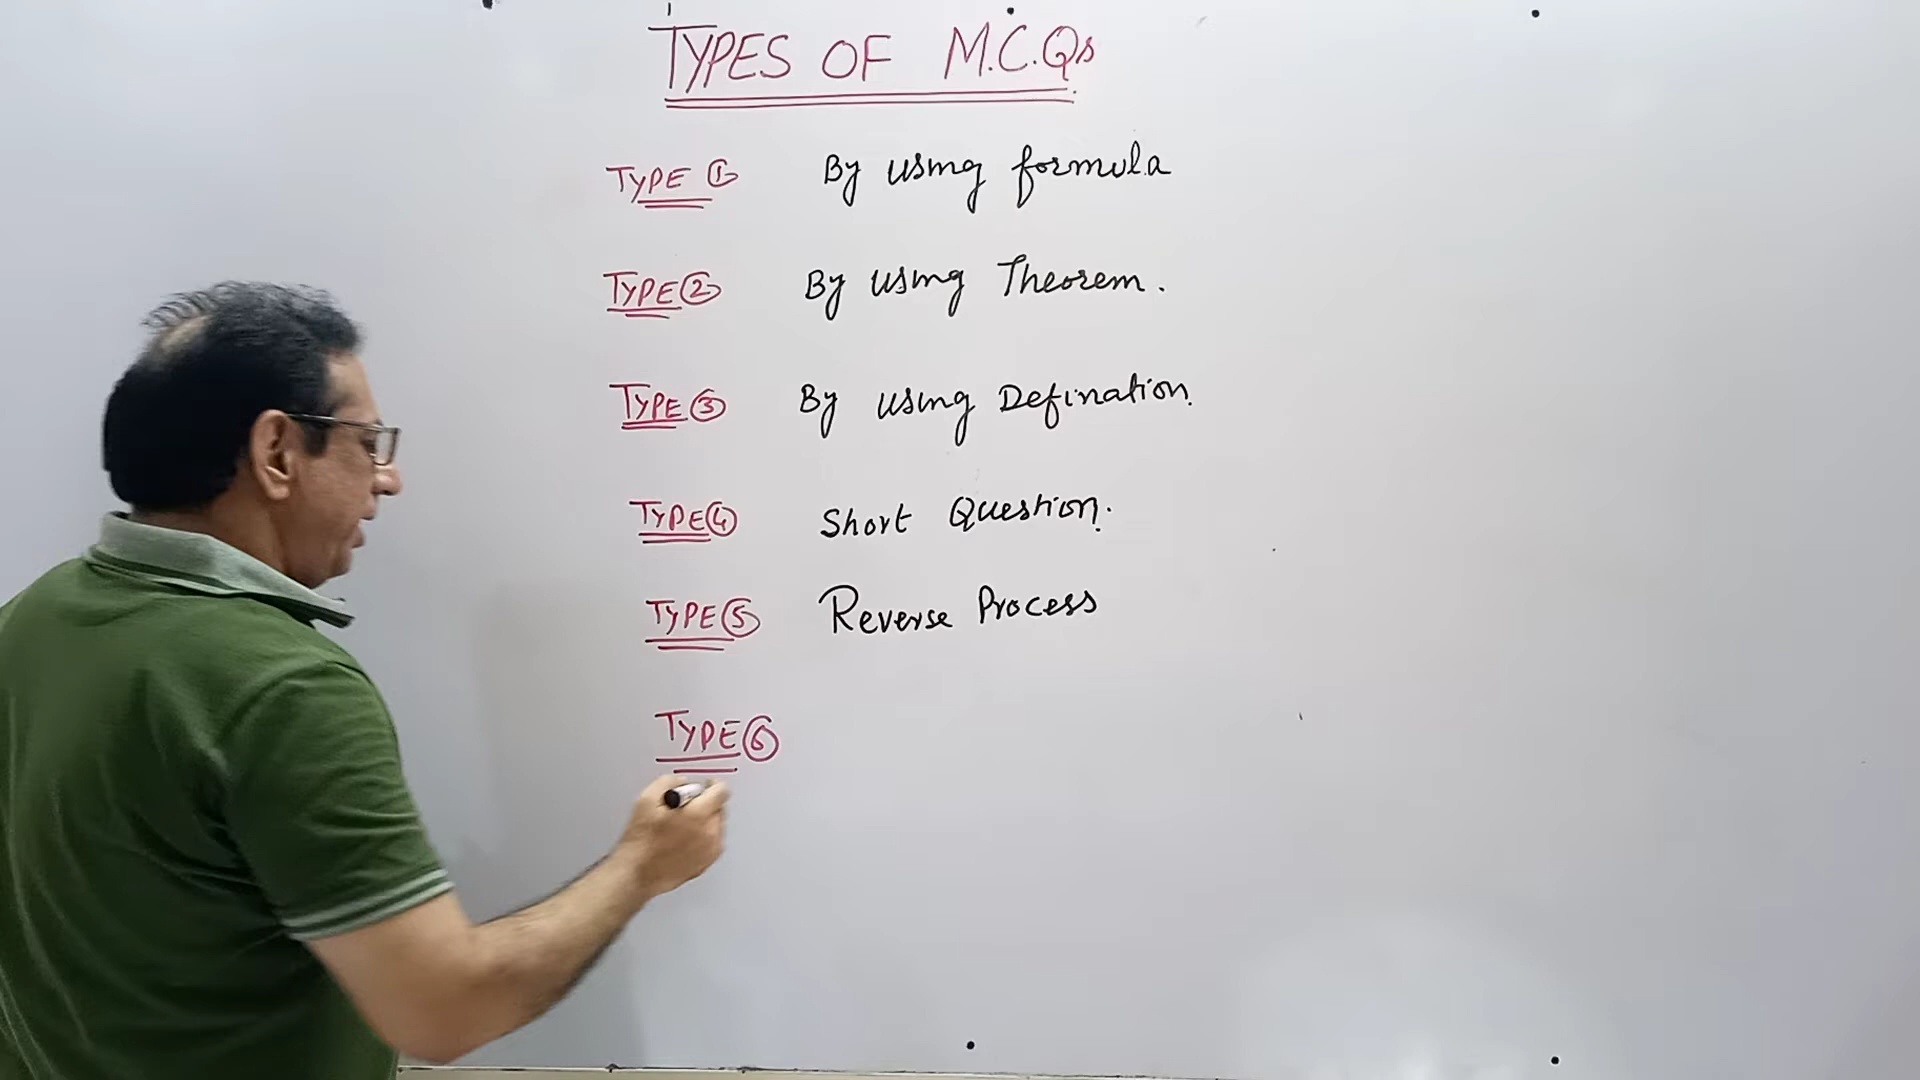 TYPES OF M.C.Qs
TYPE 1 By using formula
TYPE 2 By using Theorem.
TYPE 3 By using Defination.
TYPE 4 Short Question.
TYPE 5 Reverse Process
TYPE 6